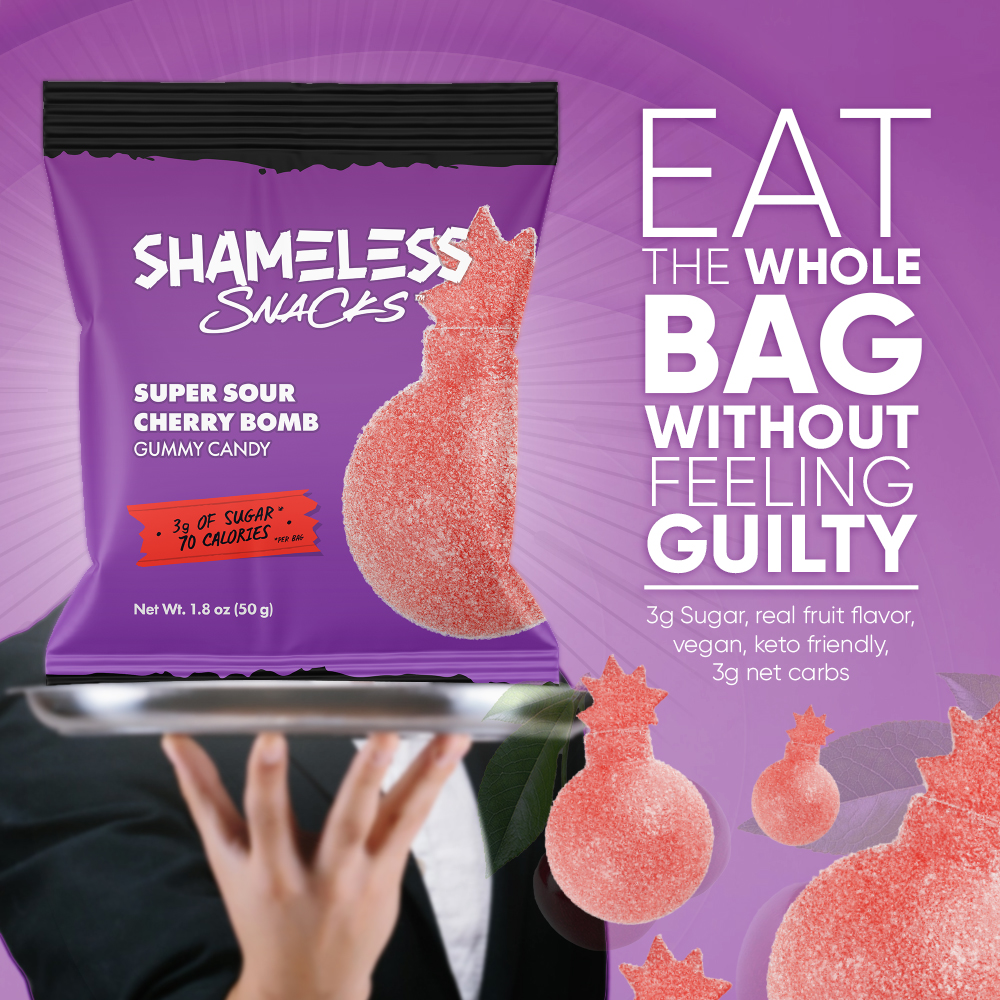 SHAMELESS
SNACKS™
SUPER SOUR
CHERRY BOMB
GUMMY CANDY
• 3g OF SUGAR* •
70 CALORIES *PER BAG
Net Wt. 1.8 oz (50 g)
EAT
THE WHOLE
BAG
WITHOUT
FEELING
GUILTY
3g Sugar, real fruit flavor,
vegan, keto friendly,
3g net carbs